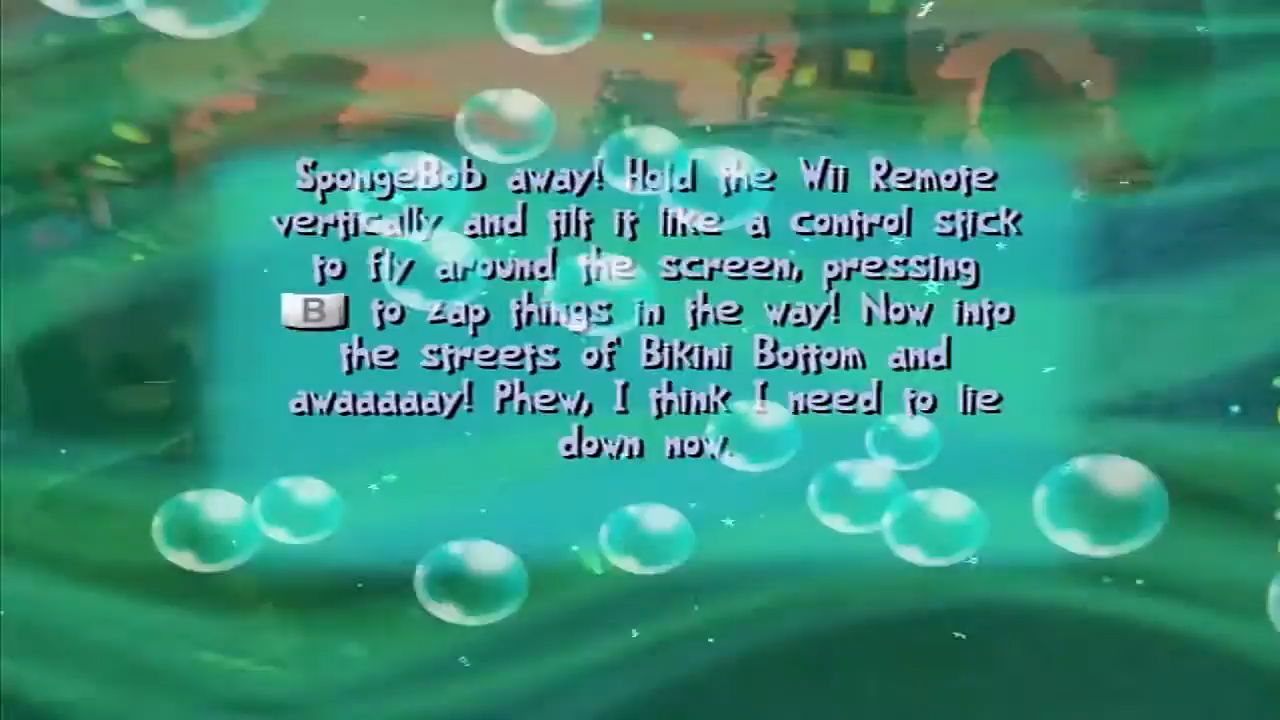 SpongeBob away! Hold the Wii Remote
vertically and tilt it like a control stick
to fly around the screen, pressing
B to zap things in the way! Now into
the streets of Bikini Bottom and
awaaaaay! Phew, I think I need to lie
down now.